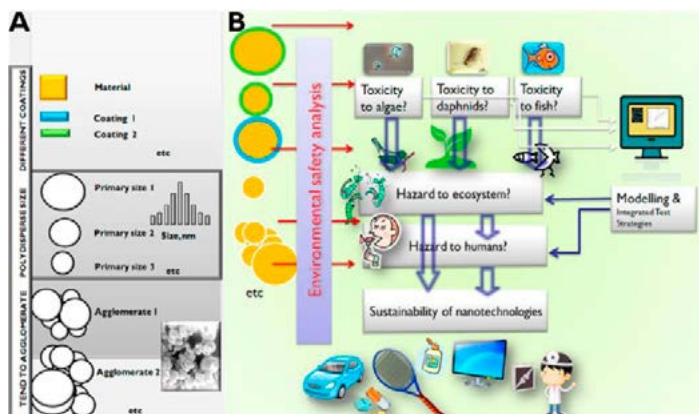 A
DIFFERENT COATINGS
Material
Coating 1
Coating 2
etc
POLYDISPERSE SIZE
Primary size 1
Primary size 2
Size, nm
Primary size 3
etc
TEND TO AGGLOMERATE
Agglomerate 1
Agglomerate 2
etc
B
etc
Environmental safety analysis
Toxicity
to algae?
Toxicity to
daphnids?
Toxicity
to fish?
Hazard to ecosystem?
Hazard to humans?
Sustainability of nanotechnologies
Modelling &
Integrated Test
Strategies